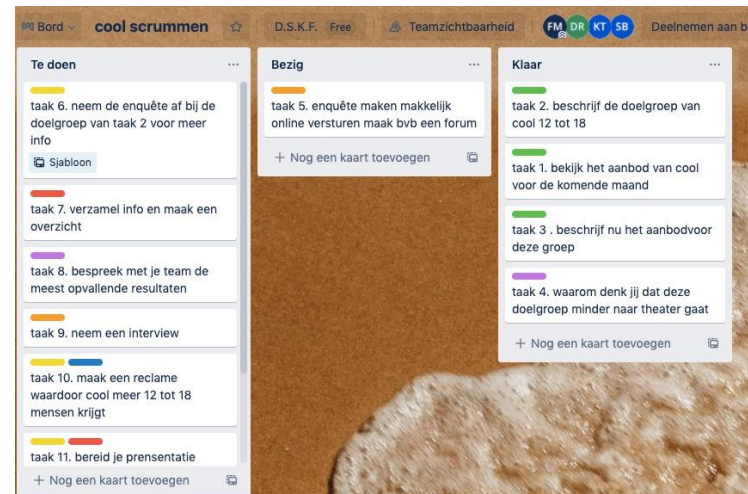 Bord
cool scrummen
D.S.K.F. Free
Teamzichtbaarheid
FM DR KT SB
Deelnemen aan b
Te doen
taak 6. neem de enquête af bij de
doelgroep van taak 2 voor meer
info
Sjabloon
taak 7. verzamel info en maak een
overzicht
taak 8. bespreek met je team de
meest opvallende resultaten
taak 9. neem een interview
taak 10. maak een reclame
waardoor cool meer 12 tot 18
mensen krijgt
taak 11. bereid je prensentatie
+ Nog een kaart toevoegen
Bezig
taak 5. enquête maken makkelijk
online versturen maak bvb een forum
+ Nog een kaart toevoegen
Klaar
taak 2. beschrijf de doelgroep van
cool 12 tot 18
taak 1. bekijk het aanbod van cool
voor de komende maand
taak 3 . beschrijf nu het aanbodvoor
deze groep
taak 4. waarom denk jij dat deze
doelgroep minder naar theater gaat
+ Nog een kaart toevoegen